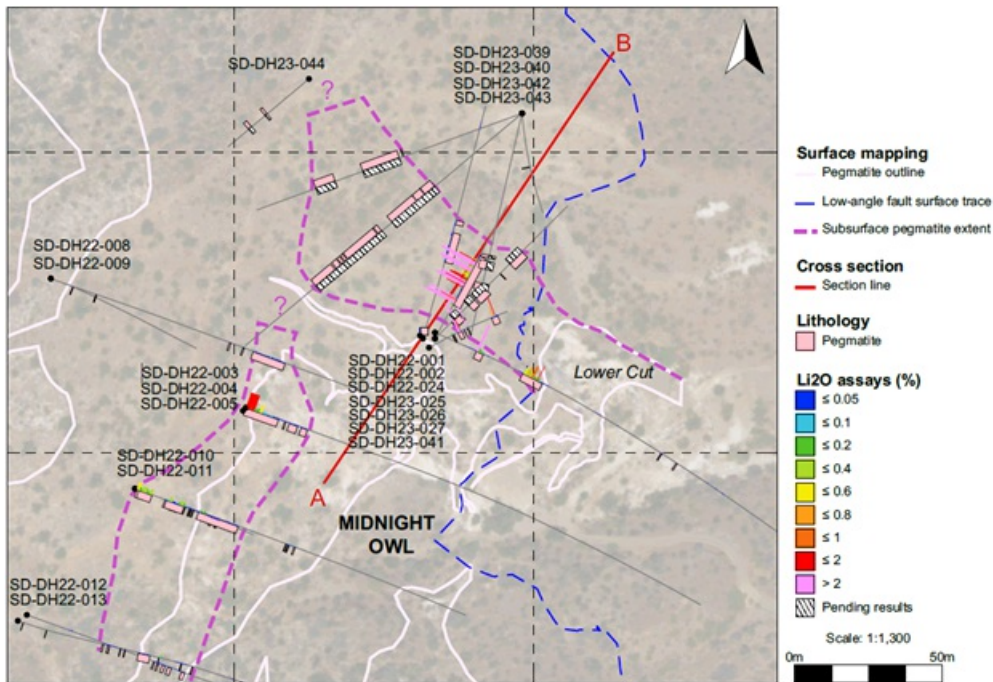 SD-DH23-044
?
SD-DH23-039
SD-DH23-040
SD-DH23-042
SD-DH23-043
B
SD-DH22-008
SD-DH22-009
?
SD-DH22-003
SD-DH22-004
SD-DH22-005
SD-DH22-001
SD-DH22-002
SD-DH22-024
SD-DH23-025
SD-DH23-026
SD-DH23-027
SD-DH23-041
Lower Cut
SD-DH22-010
SD-DH22-011
A
MIDNIGHT
OWL
SD-DH22-012
SD-DH22-013
Surface mapping
Pegmatite outline
Low-angle fault surface trace
Subsurface pegmatite extent
Cross section
Section line
Lithology
Pegmatite
Li2O assays (%)
≤ 0.05
≤ 0.1
≤ 0.2
≤ 0.4
≤ 0.6
≤ 0.8
≤ 1
≤ 2
> 2
Pending results
Scale: 1:1,300
0m 50m